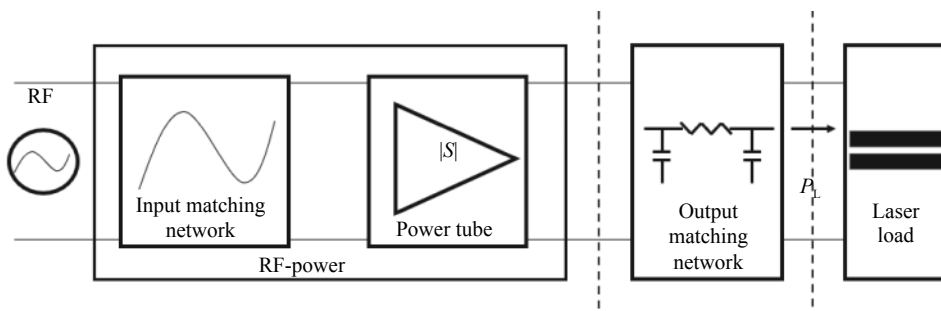 RF
Input matching
network
|S|
Power tube
RF-power
Output
matching
network
P_L
Laser
load